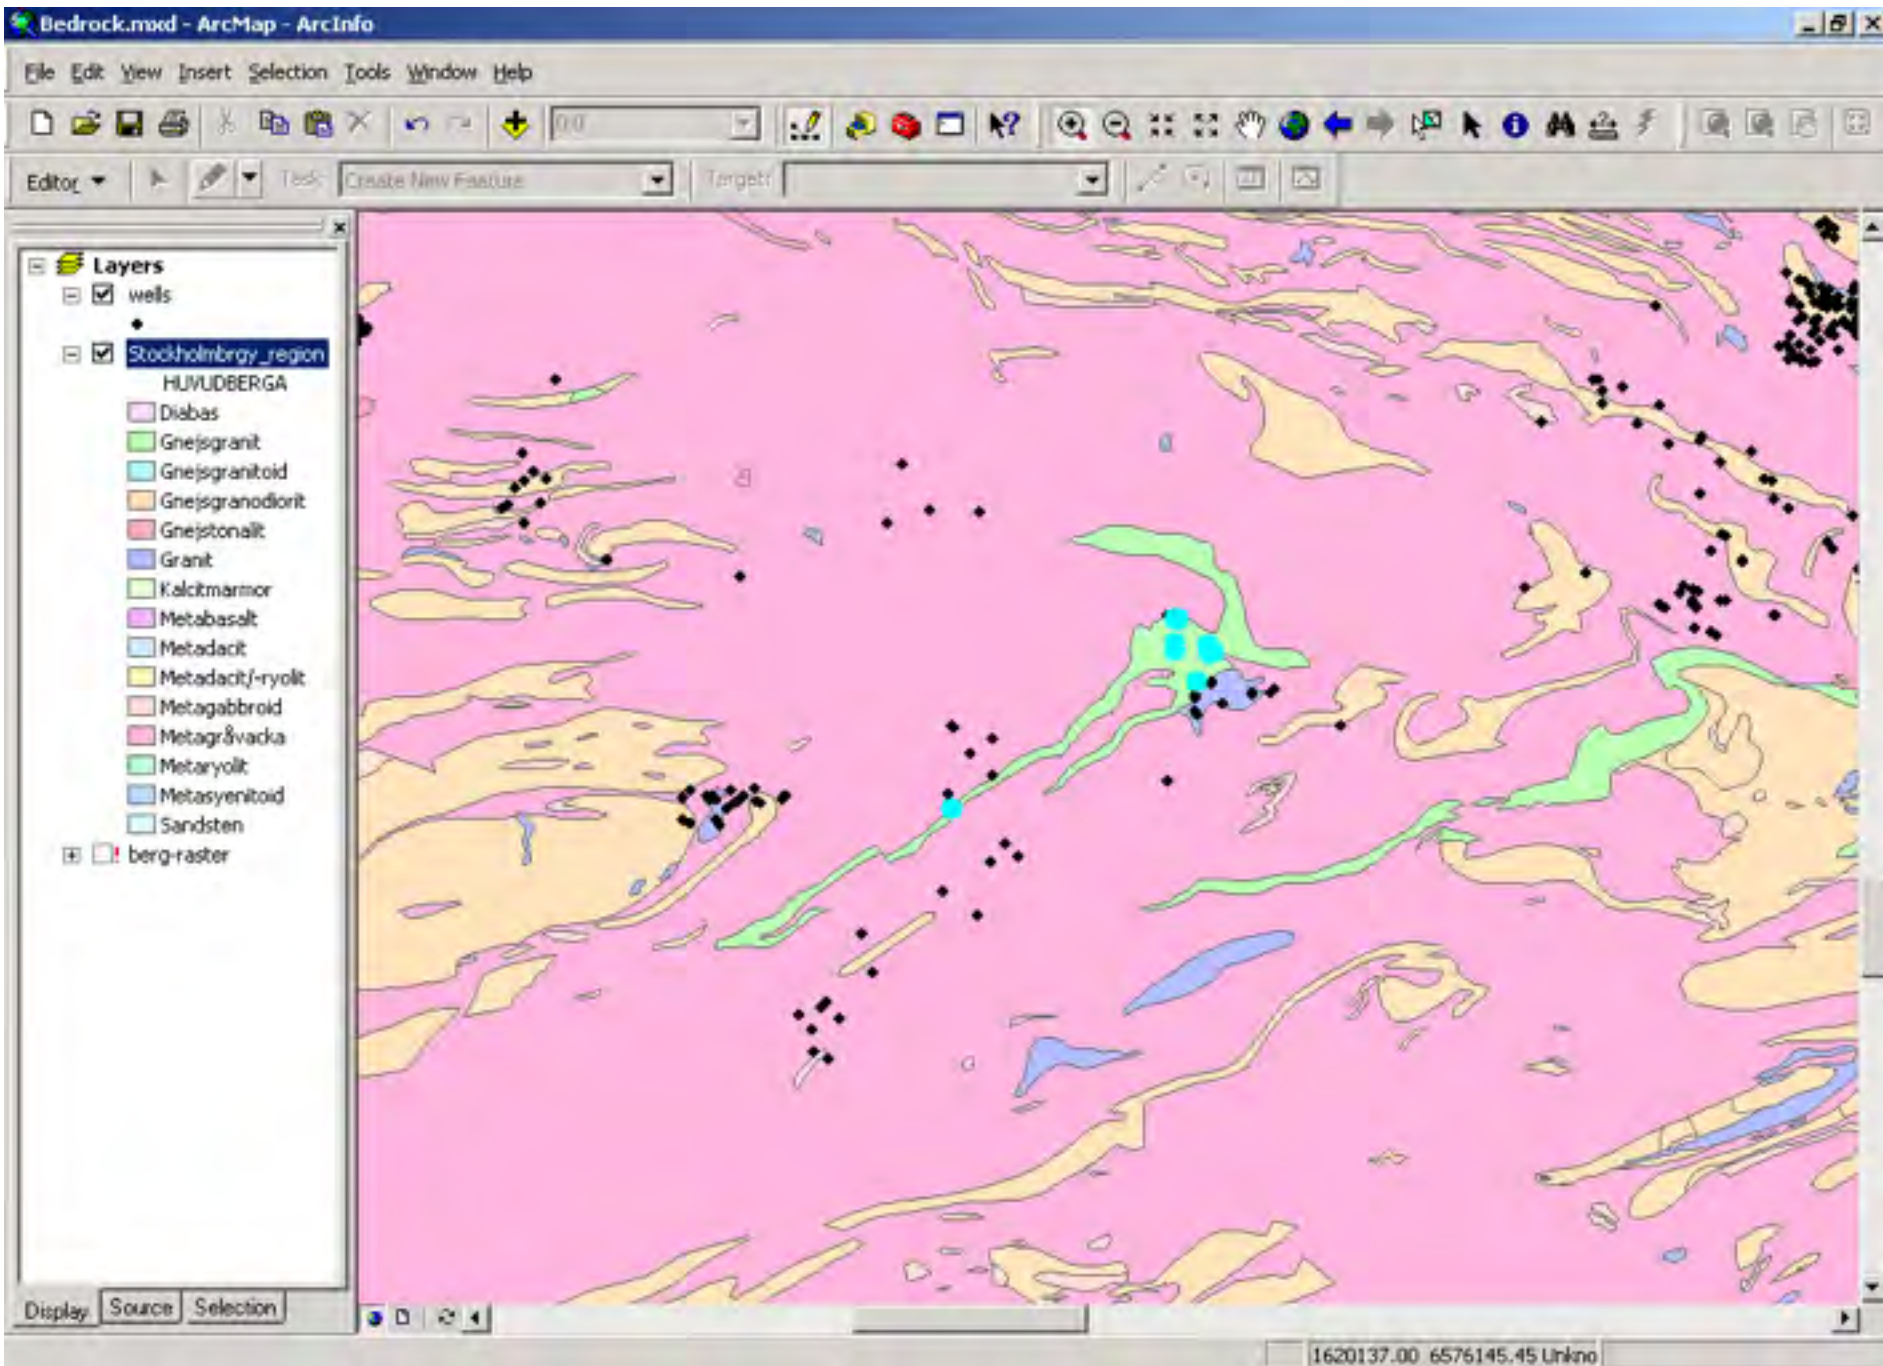 Bedrock.mxd - ArcMap - ArcInfo
File Edit View Insert Selection Tools Window Help
0.0
Editor Task: Create New Feature Target:
Layers
wells
Stockholmbrgy_region
HUVUDBERGA
Diabas
Gnejsgranit
Gnejsgranitoid
Gnejsgranodiorit
Gnejstonalit
Granit
Kalcitmarmor
Metabasalt
Metadacit
Metadacit/-ryolit
Metagabbroid
Metagråvacka
Metaryolit
Metasyenitoid
Sandsten
berg-raster
Display Source Selection
1620137.00 6576145.45 Unkno